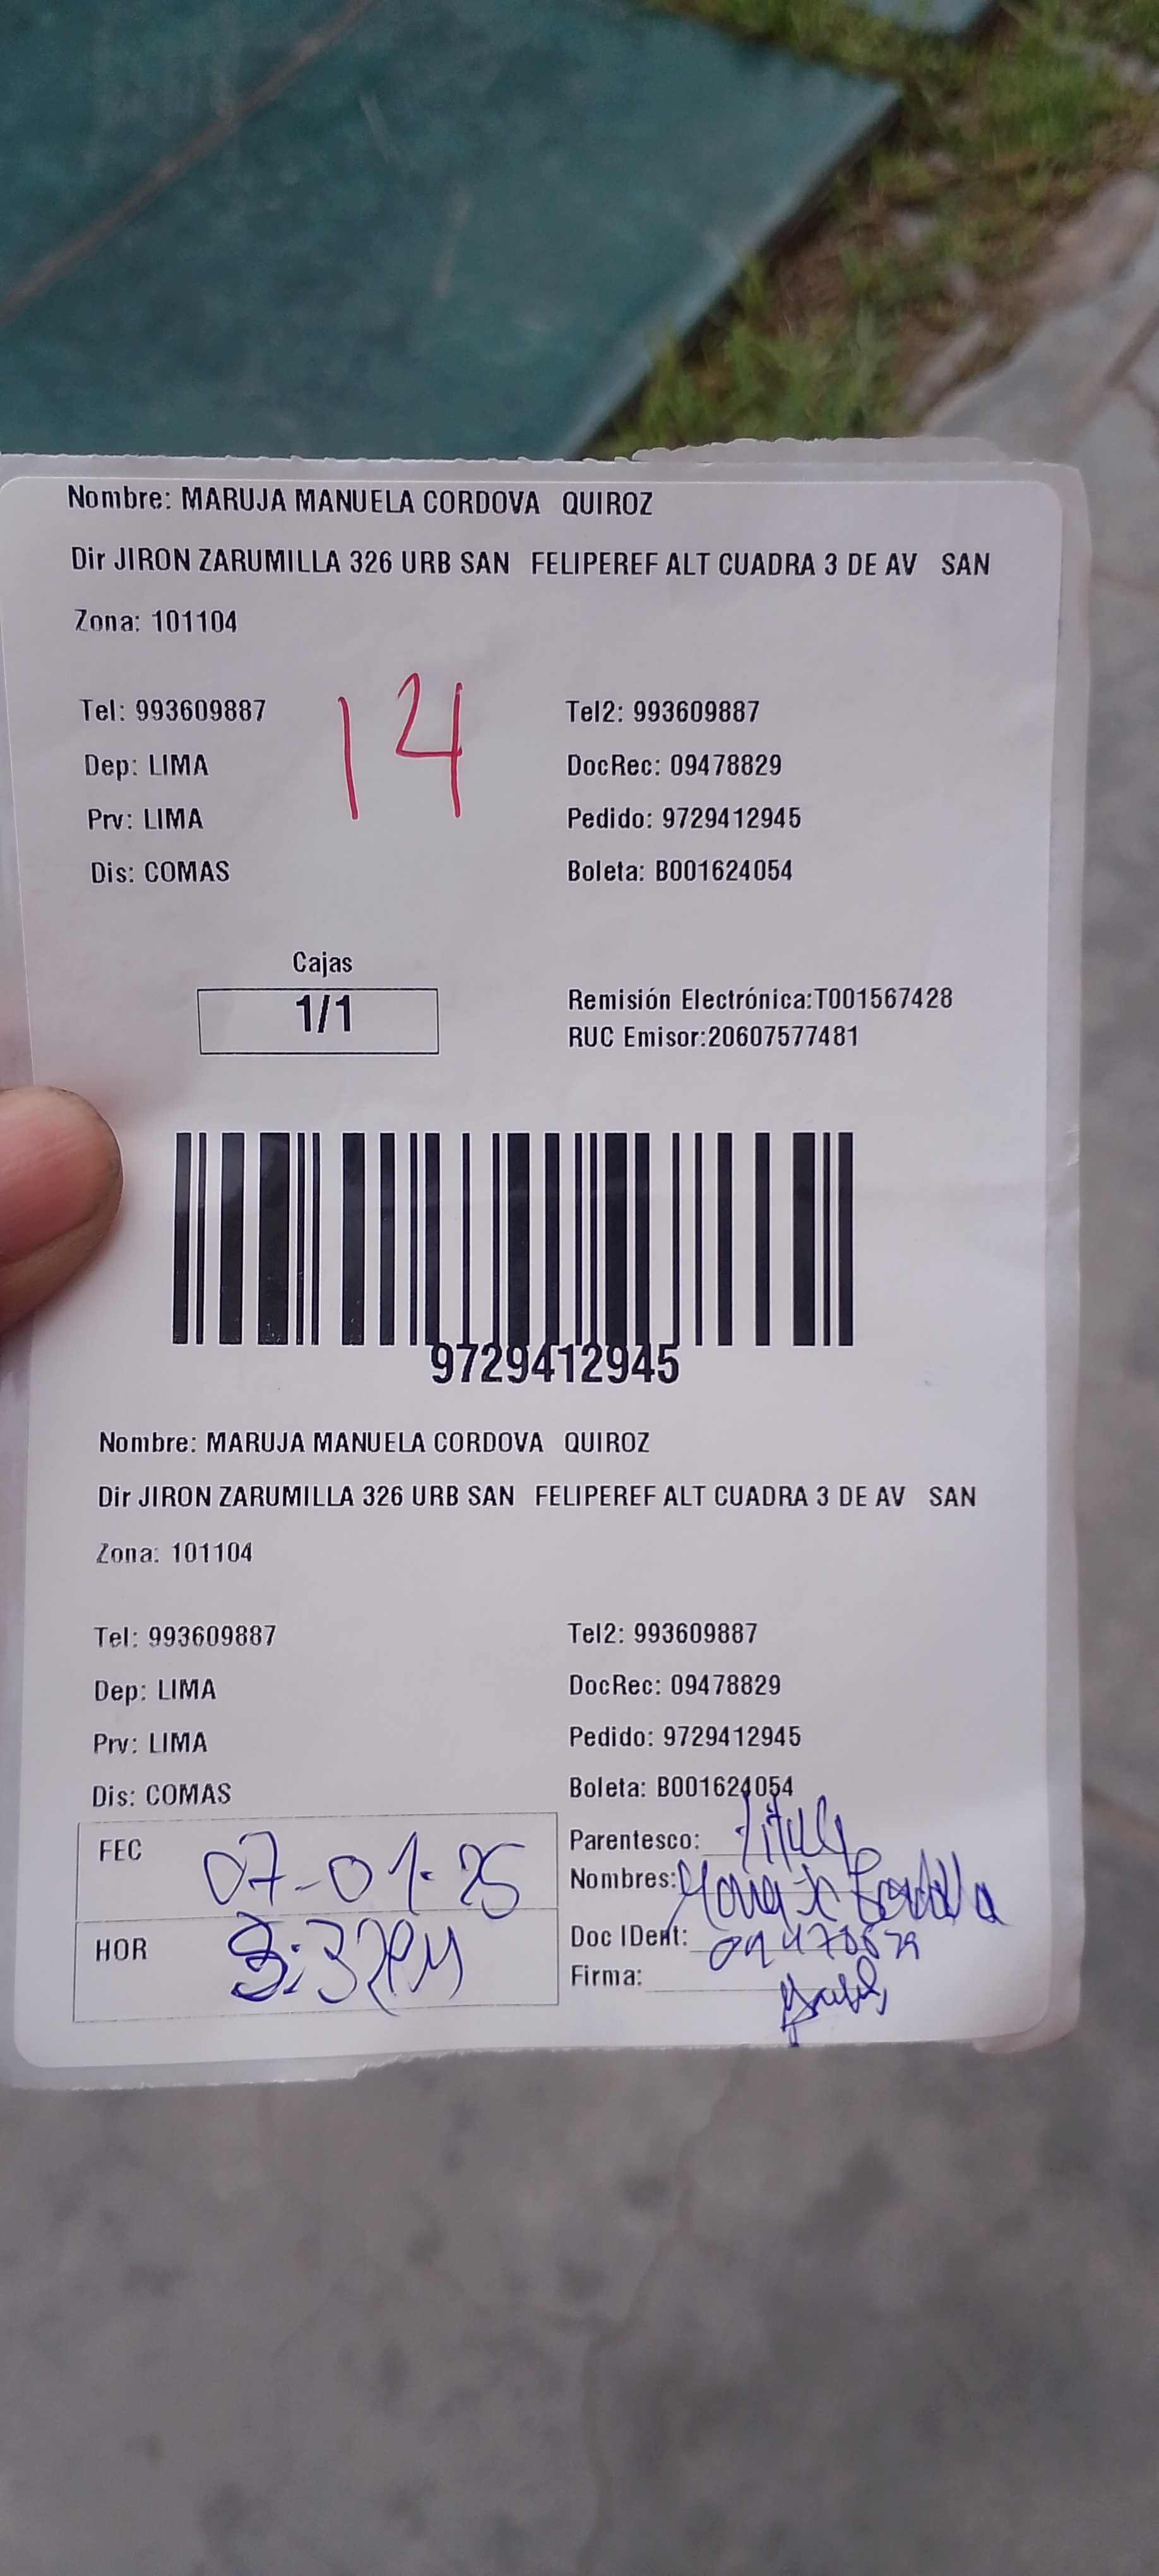 Nombre: MARUJA MANUELA CORDOVA QUIROZ
Dir JIRON ZARUMILLA 326 URB SAN FELIPEREF ALT CUADRA 3 DE AV SAN
Zona: 101104
124
Tel: 993609887 Tel2: 993609887
Dep: LIMA DocRec: 09478829
Prv: LIMA Pedido: 9729412945
Dis: COMAS Boleta: B001624054
Cajas
1/1
Remisión Electrónica:T001567428
RUC Emisor:20607577481
9729412945
Nombre: MARUJA MANUELA CORDOVA QUIROZ
Dir JIRON ZARUMILLA 326 URB SAN FELIPEREF ALT CUADRA 3 DE AV SAN
Zona: 101104
Tel: 993609887 Tel2: 993609887
Dep: LIMA DocRec: 09478829
Prv: LIMA Pedido: 9729412945
Dis: COMAS Boleta: B001624054
FEC 07-01-25
HOR 3:32PM
Parentesco:
Nombres:
Doc IDent:
Firma: